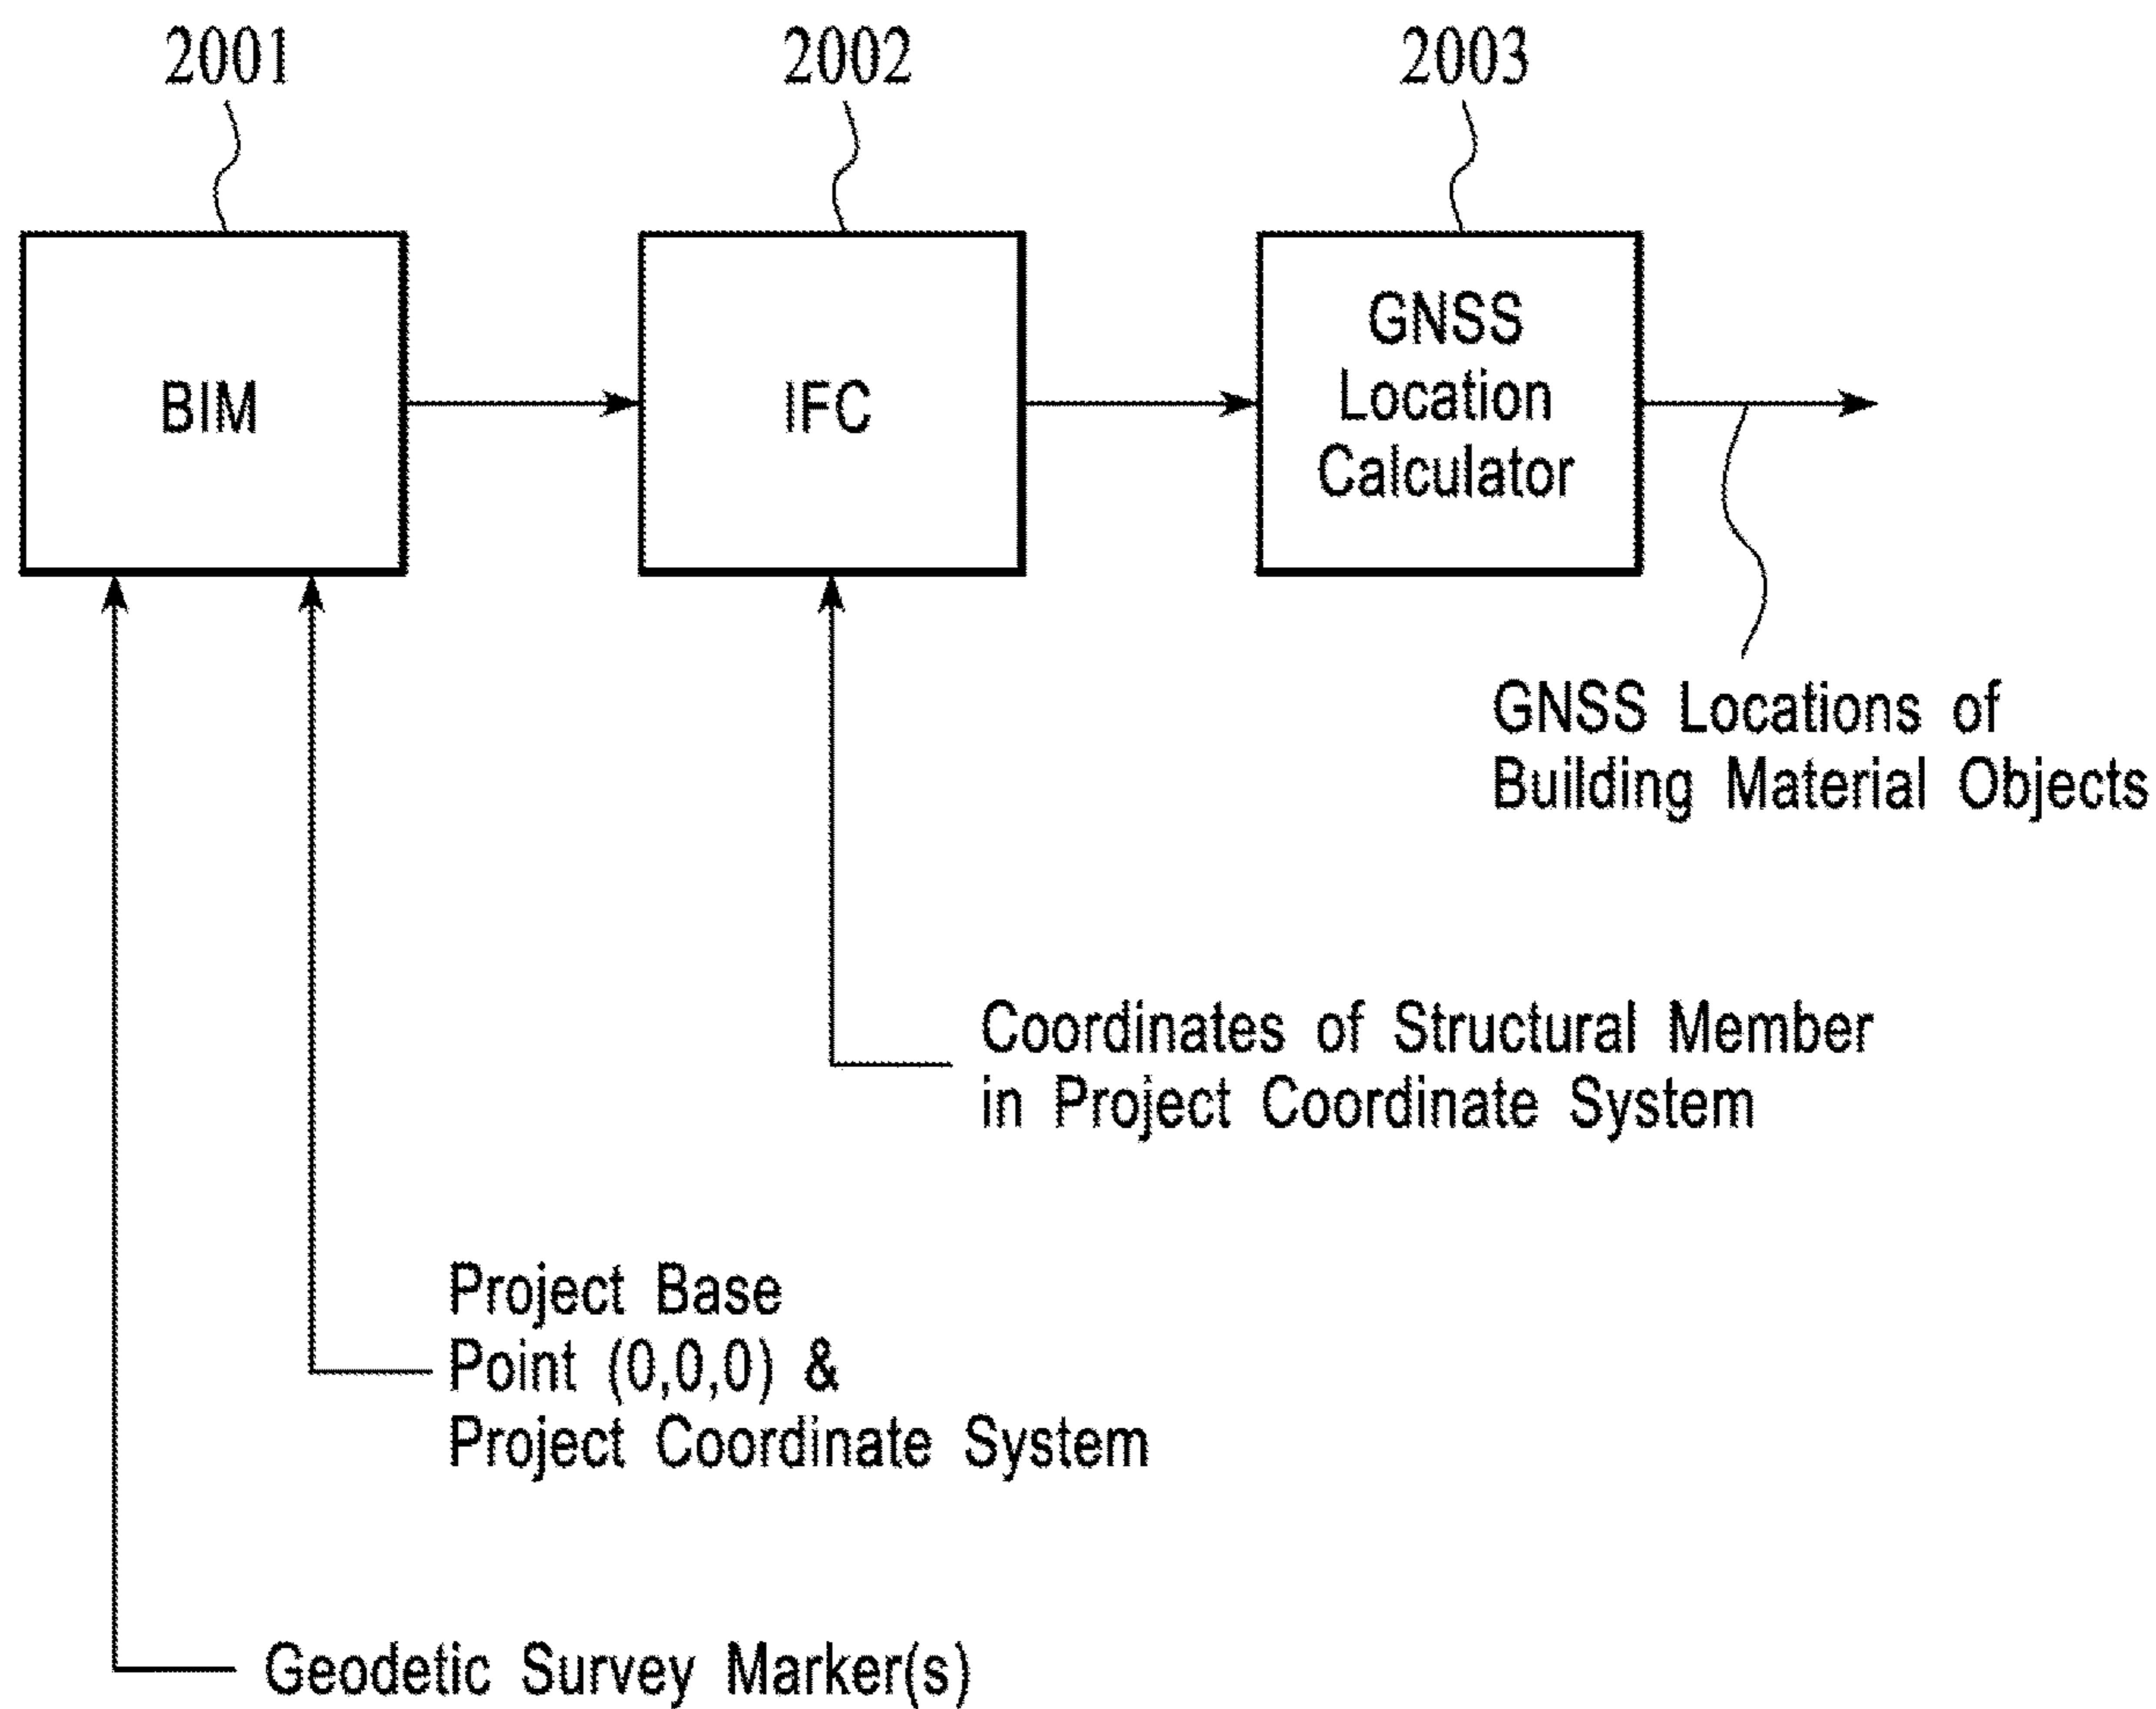 2001
2002
2003
BIM
IFC
GNSS
Location
Calculator
GNSS Locations of
Building Material Objects
Coordinates of Structural Member
in Project Coordinate System
Project Base
Point (0,0,0) &
Project Coordinate System
Geodetic Survey Marker(s)